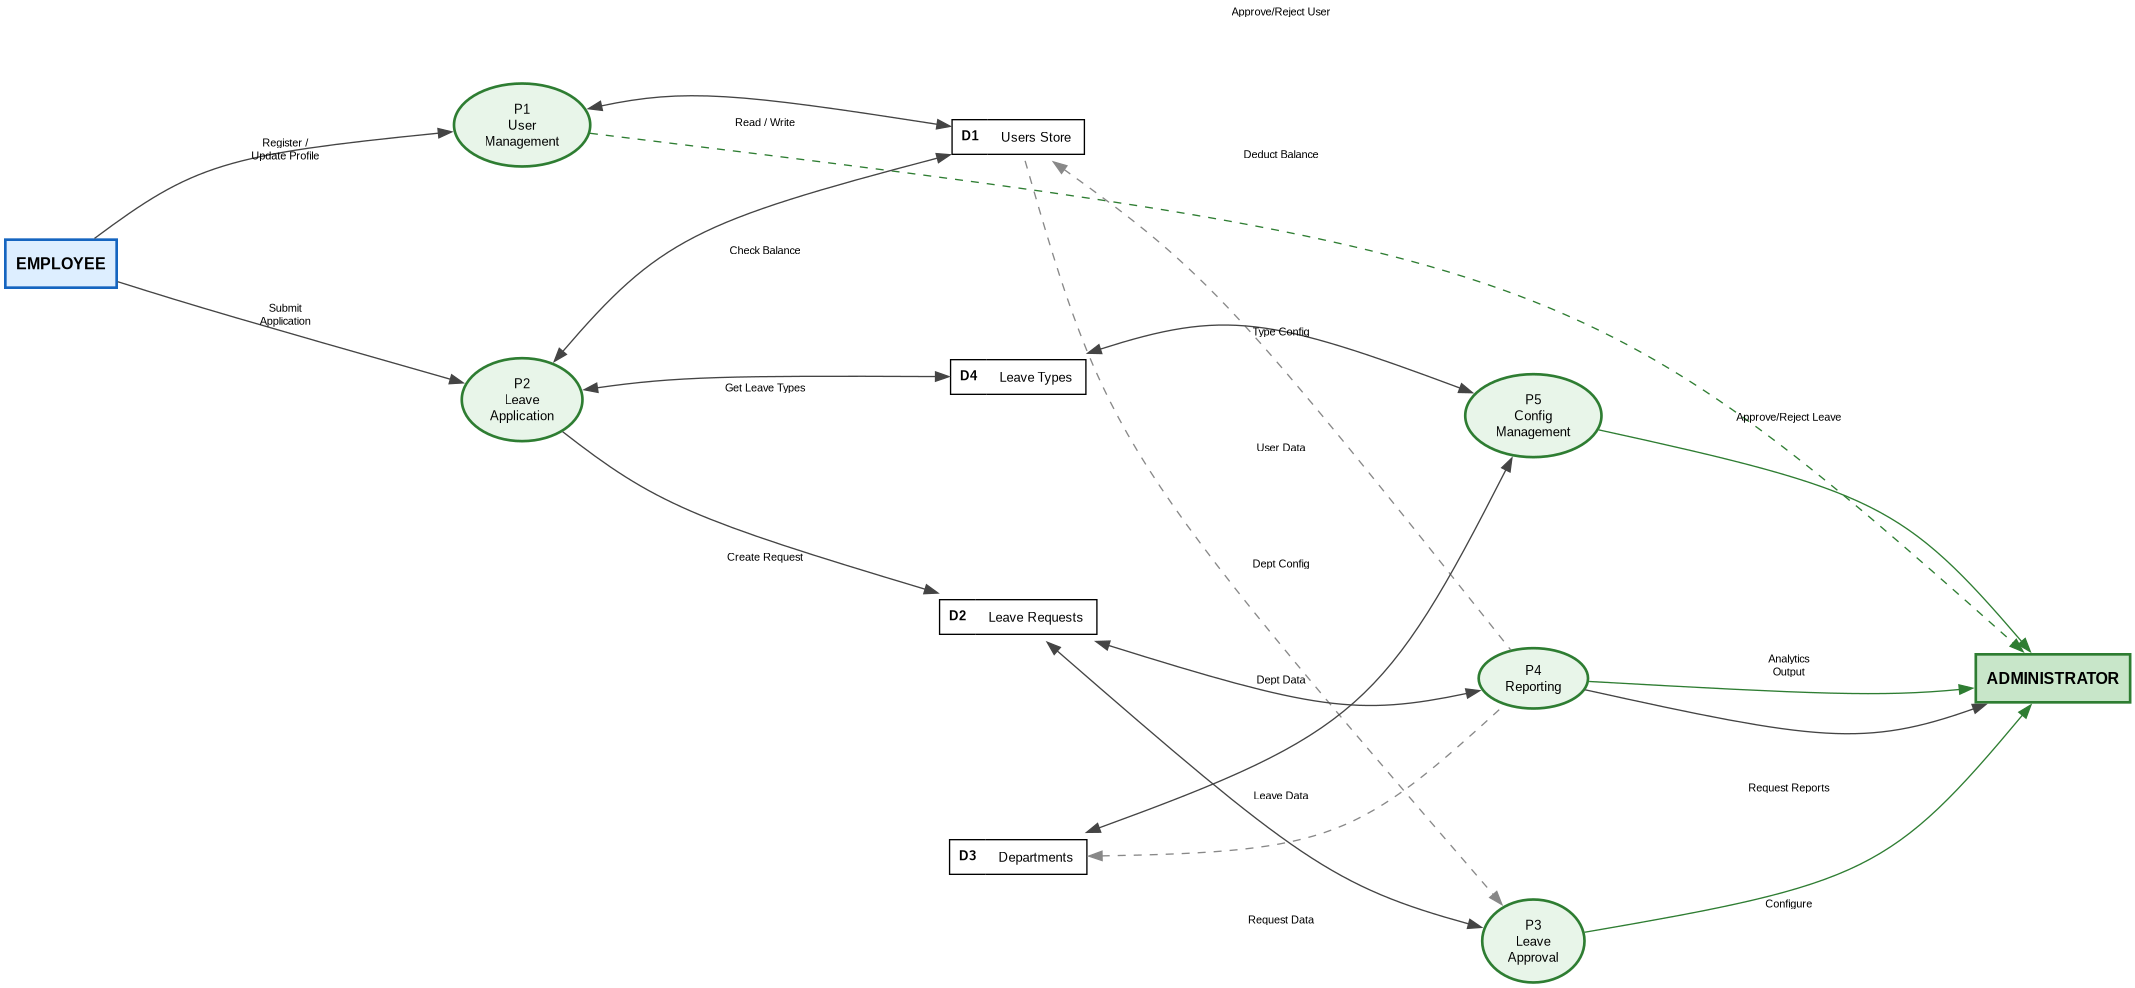 Approve/Reject User
P1
User
Management
Read / Write
D1 Users Store
Register /
Update Profile
Deduct Balance
EMPLOYEE
Check Balance
Submit
Application
Type Config
P2
Leave
Application
Get Leave Types
D4 Leave Types
P5
Config
Management
Approve/Reject Leave
User Data
Create Request
Dept Config
D2 Leave Requests
Dept Data
P4
Reporting
Analytics
Output
ADMINISTRATOR
Leave Data
Request Reports
D3 Departments
Request Data
P3
Leave
Approval
Configure